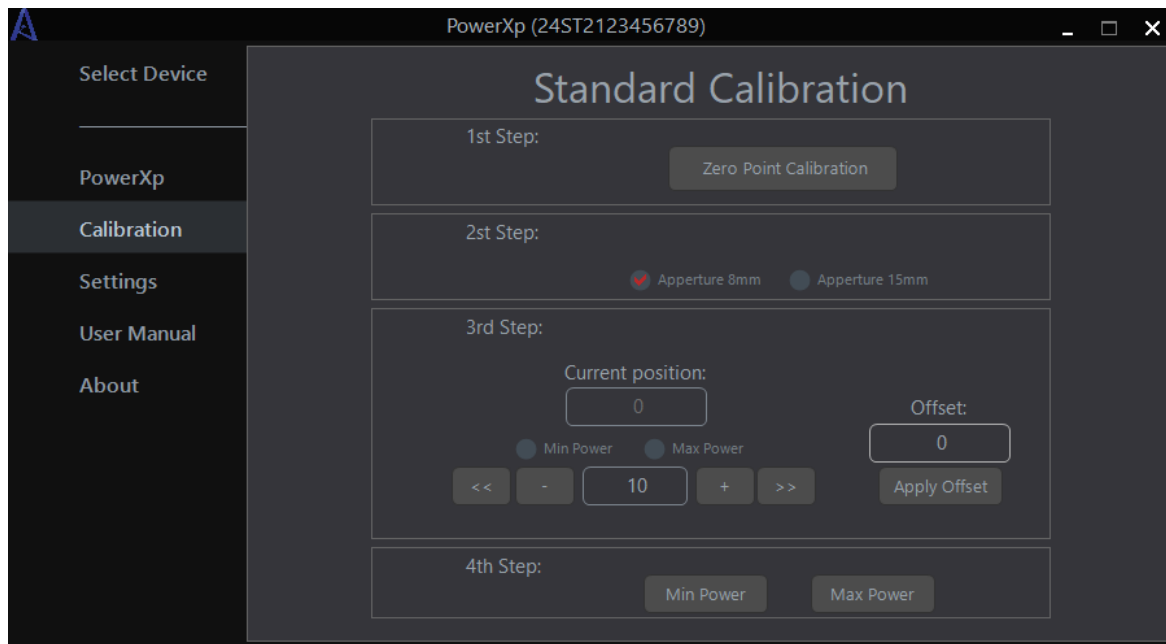 PowerXp (24ST2123456789)
Select Device
PowerXp
Calibration
Settings
User Manual
About
Standard Calibration
1st Step:
Zero Point Calibration
2st Step:
Apperture 8mm Apperture 15mm
3rd Step:
Current position:
0
Min Power Max Power
<< - 10 + >>
Offset:
0
Apply Offset
4th Step:
Min Power Max Power